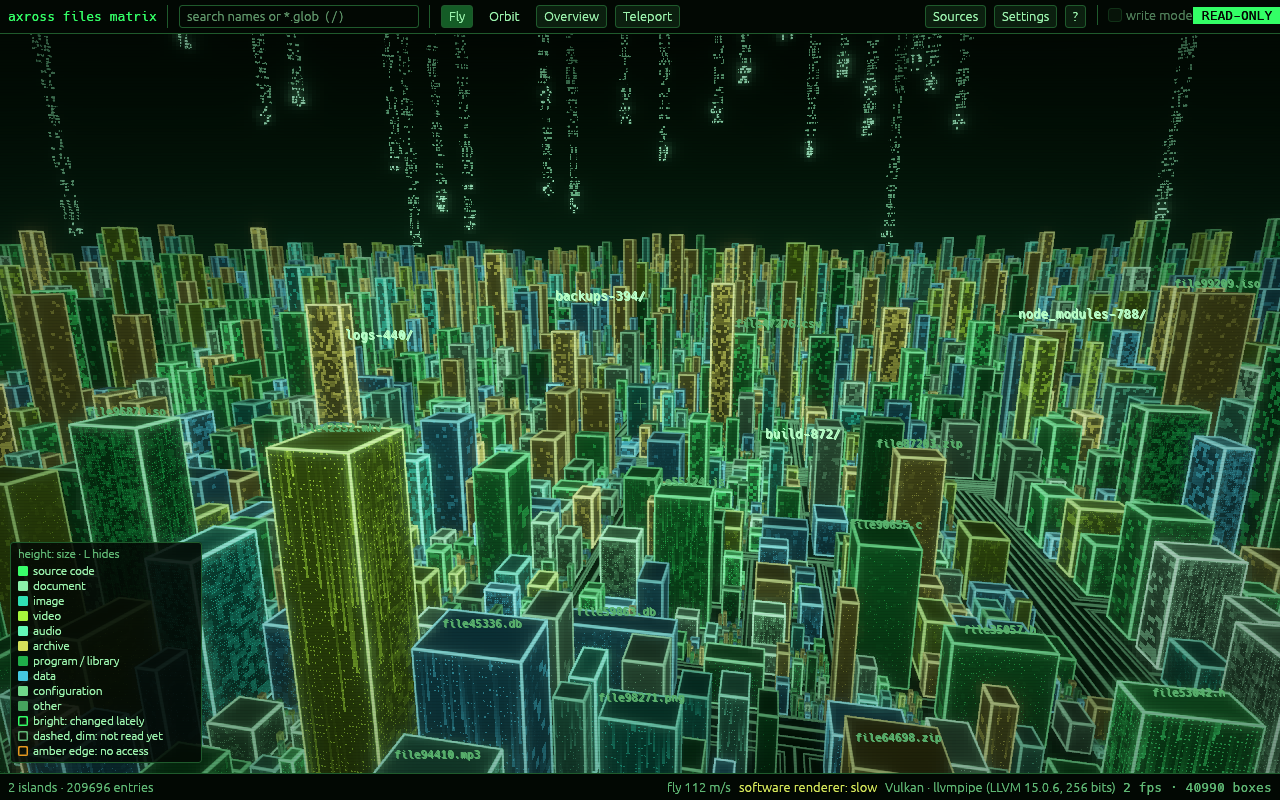 axross files matrix
search names or *.glob (/)
Fly
Orbit
Overview
Teleport
Sources
Settings
?
write mode
READ-ONLY
backups-394/
node_modules-788/
logs-440/
build-872/
file45336.db
file98271.png
file94410.mp3
file64698.zip
height: size · L hides
source code
document
image
video
audio
archive
program / library
data
configuration
other
bright: changed lately
dashed, dim: not read yet
amber edge: no access
2 islands · 209696 entries
fly 112 m/s
software renderer: slow
Vulkan · llvmpipe (LLVM 15.0.6, 256 bits)
2 fps · 40990 boxes